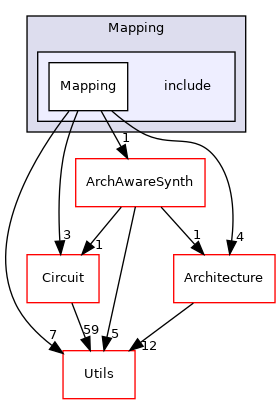 Mapping
Mapping include
1
ArchAwareSynth
3 1 1 4
Circuit Architecture
7 59 5 12
Utils